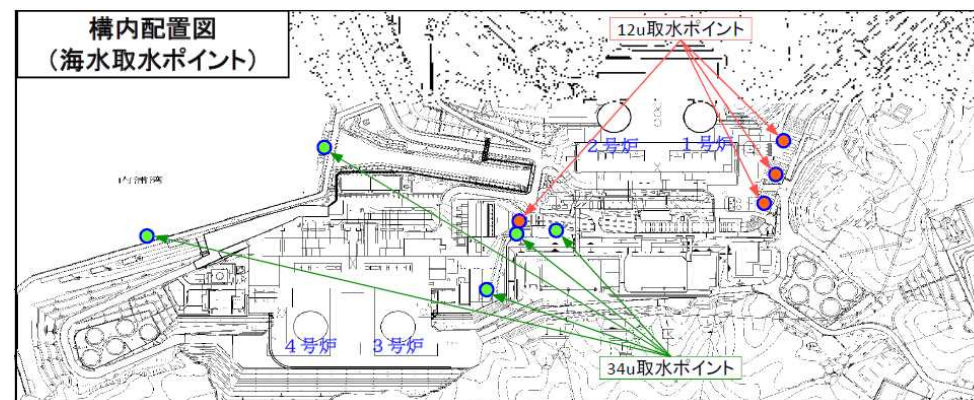 構内配置図
（海水取水ポイント）
12u取水ポイント
2号炉
1号炉
内浦湾
4号炉
3号炉
34u取水ポイント